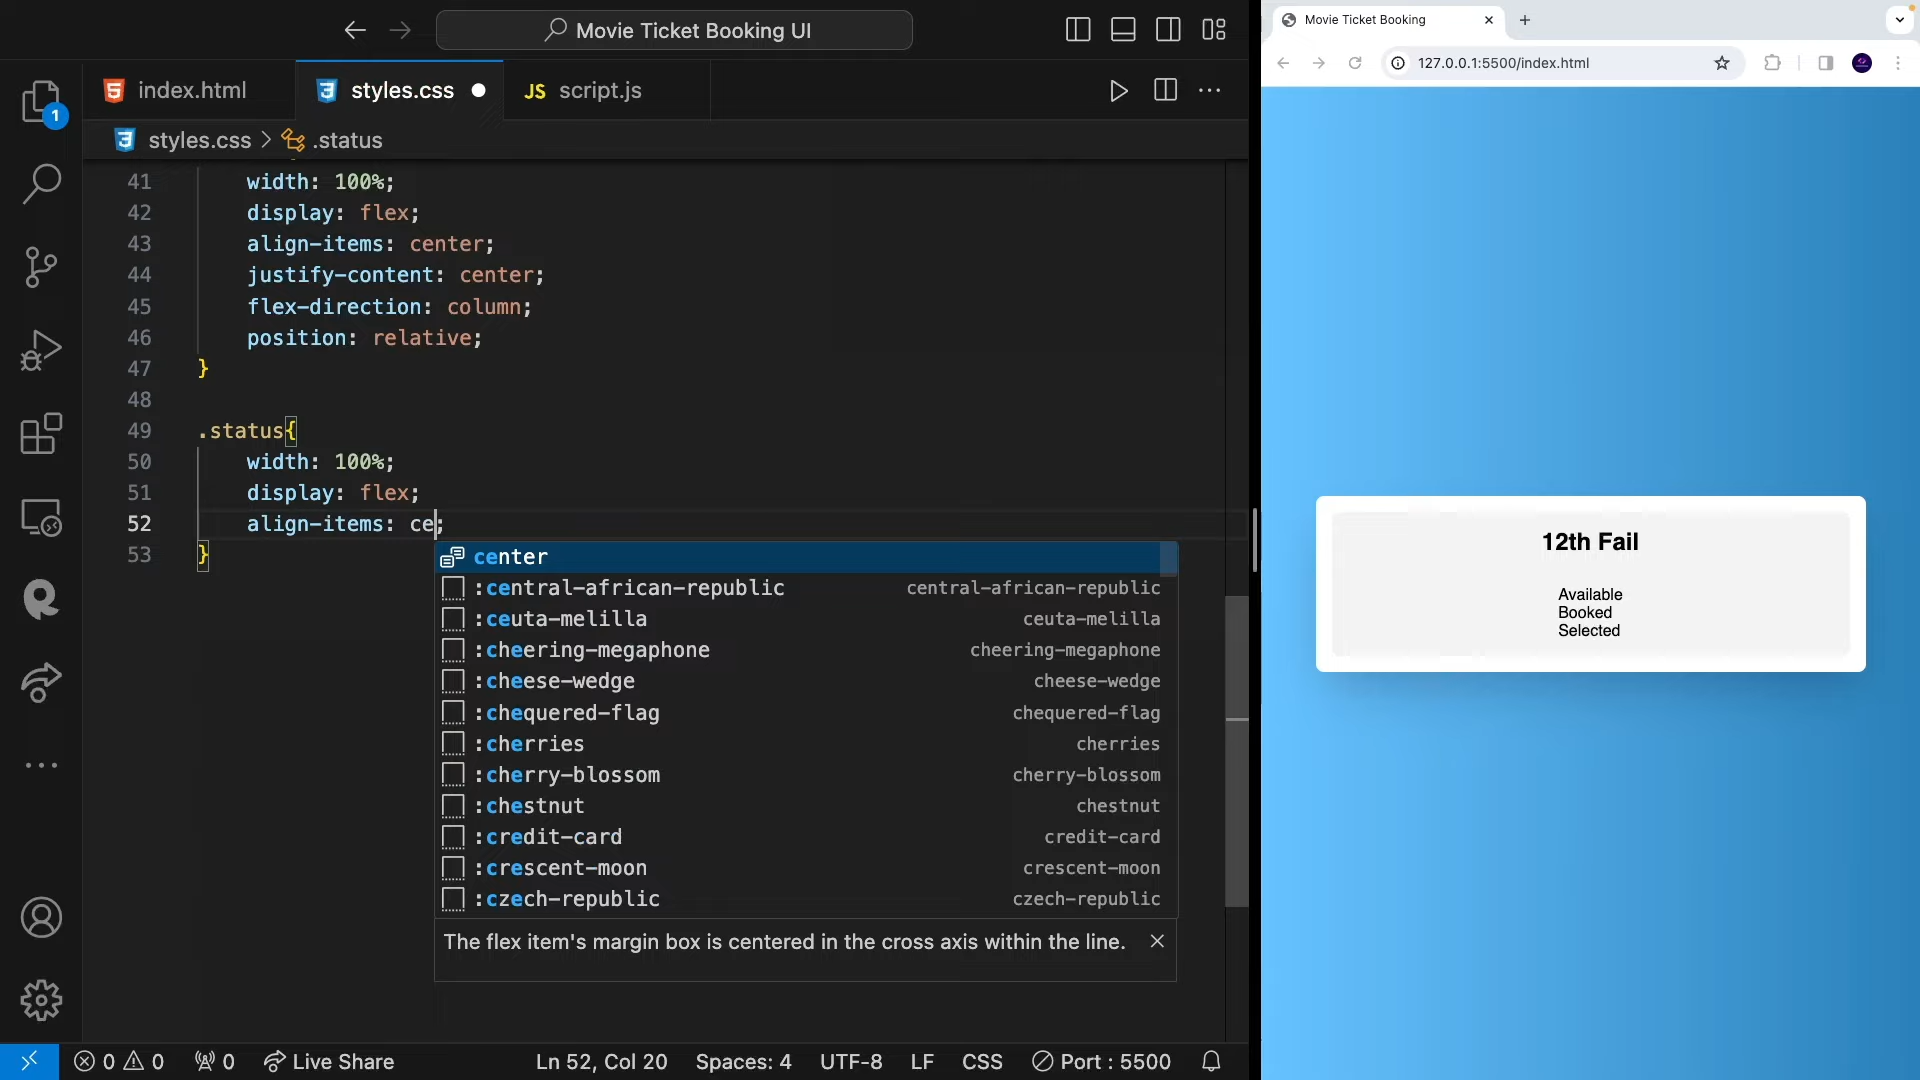 Movie Ticket Booking UI
index.html
styles.css
JS script.js
1
styles.css > .status
41 width: 100%;
42 display: flex;
43 align-items: center;
44 justify-content: center;
45 flex-direction: column;
46 position: relative;
47 }
48
49 .status{
50 width: 100%;
51 display: flex;
52 align-items: ce;
53 }
center
:central-african-republic central-african-republic
:ceuta-melilla ceuta-melilla
:cheering-megaphone cheering-megaphone
:cheese-wedge cheese-wedge
:chequered-flag chequered-flag
:cherries cherries
:cherry-blossom cherry-blossom
:chestnut chestnut
:credit-card credit-card
:crescent-moon crescent-moon
:czech-republic czech-republic
The flex item's margin box is centered in the cross axis within the line.
0 0 0 Live Share Ln 52, Col 20 Spaces: 4 UTF-8 LF CSS Port : 5500
Movie Ticket Booking
127.0.0.1:5500/index.html
12th Fail
Available
Booked
Selected